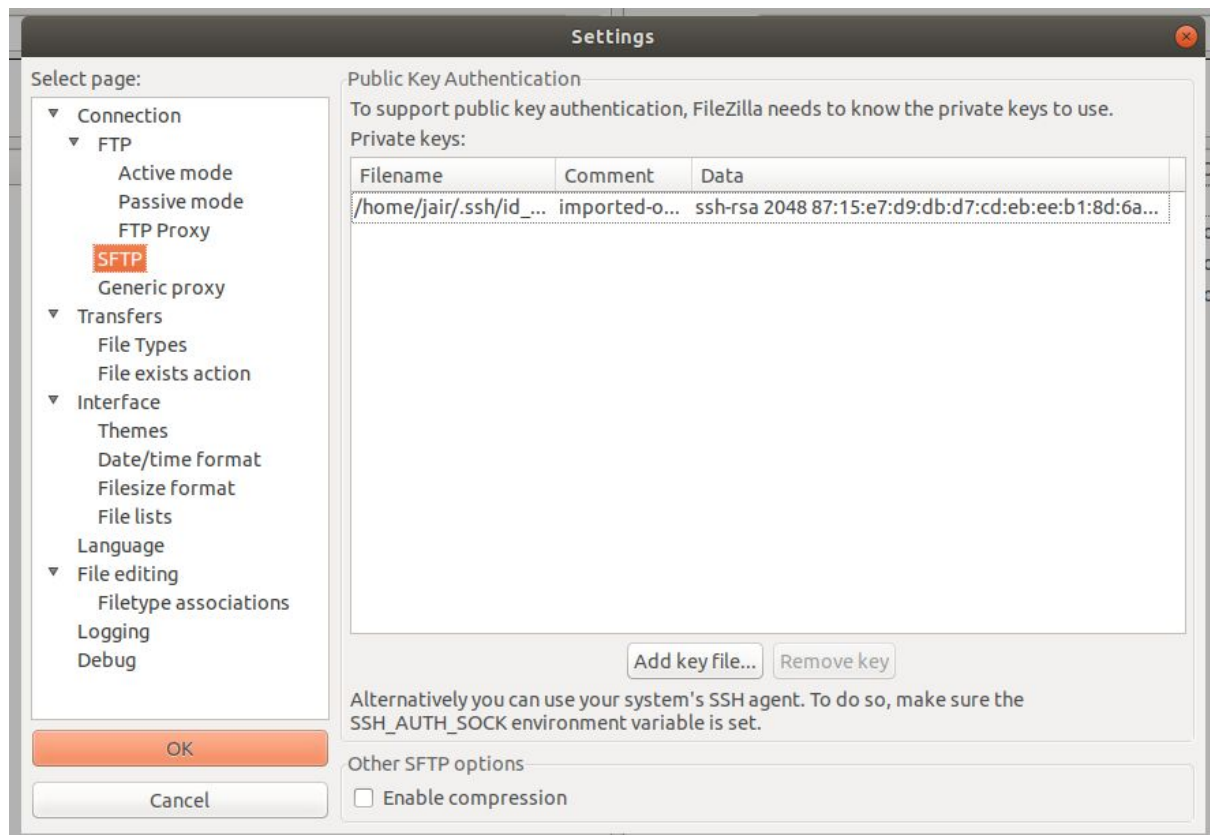 Settings
Select page:
Connection
FTP
Active mode
Passive mode
FTP Proxy
SFTP
Generic proxy
Transfers
File Types
File exists action
Interface
Themes
Date/time format
Filesize format
File lists
Language
File editing
Filetype associations
Logging
Debug
OK
Cancel
Public Key Authentication
To support public key authentication, FileZilla needs to know the private keys to use.
Private keys:
Filename Comment Data
/home/jair/.ssh/id_... imported-o... ssh-rsa 2048 87:15:e7:d9:db:d7:cd:eb:ee:b1:8d:6a...
Add key file... Remove key
Alternatively you can use your system's SSH agent. To do so, make sure the
SSH_AUTH_SOCK environment variable is set.
Other SFTP options
Enable compression